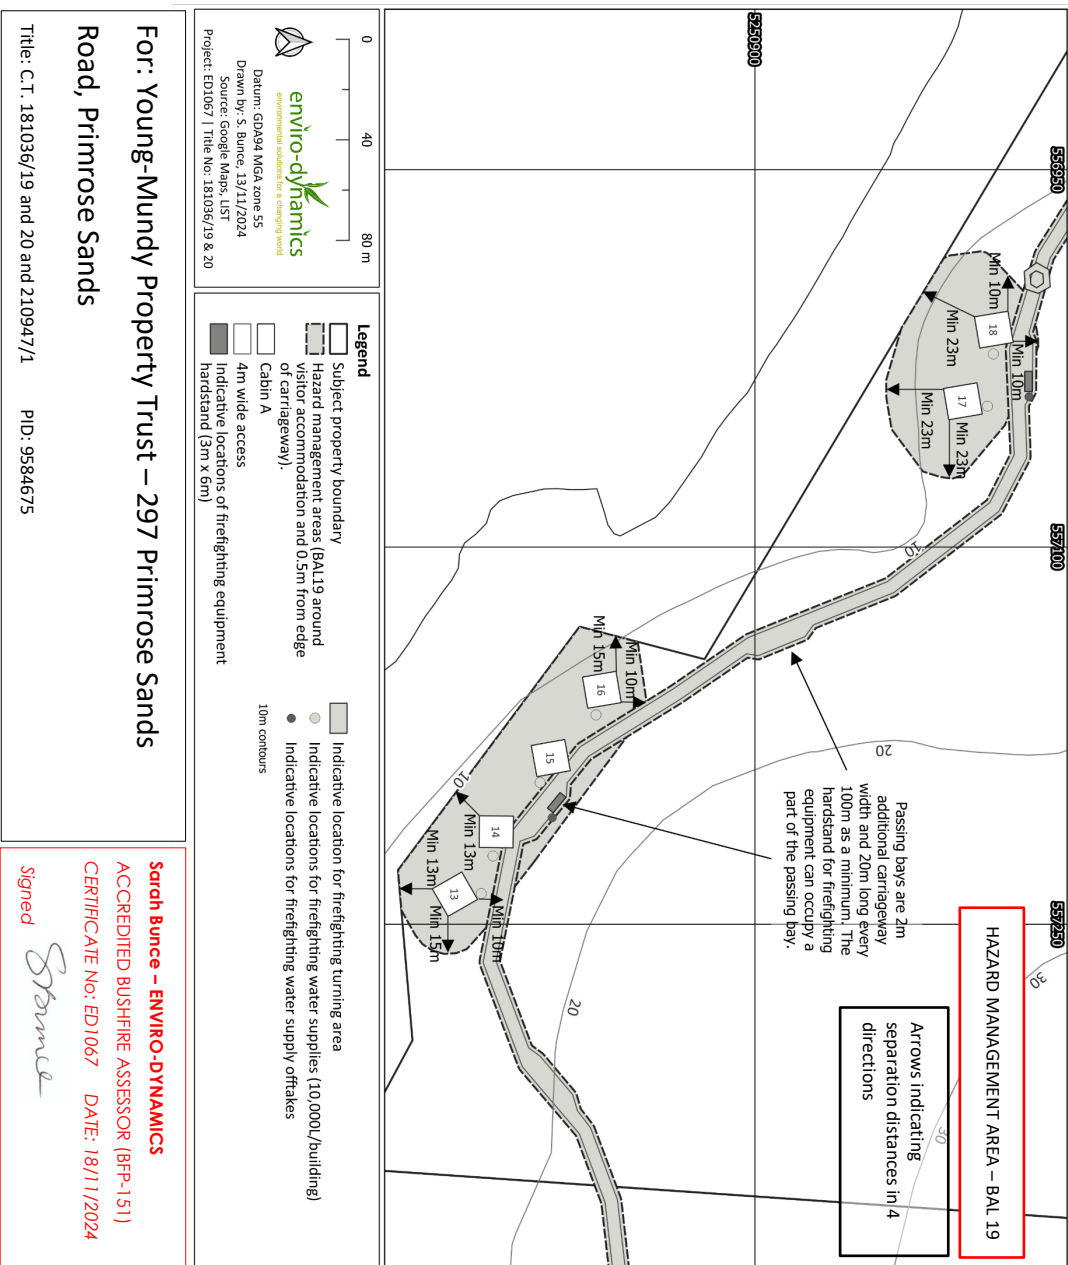 HAZARD MANAGEMENT AREA – BAL 19
Arrows indicating
separation distances in 4
directions
556950
557100
557250
5250900
Min 10m
Min 23m
18
Min 10m
17
Min 23m
Min 23m
10
20
30
30
20
Passing bays are 2m
additional carriageway
width and 20m long every
100m as a minimum. The
hardstand for firefighting
equipment can occupy a
part of the passing bay.
Min 10m
Min 15m
16
15
10
14
Min 13m
13
Min 13m
Min 10m
Min 15m
0 40 80 m
enviro-dynamics
environmental solutions for a changing world
Datum: GDA94 MGA zone 55
Drawn by: S. Bunce, 13/11/2024
Source: Google Maps, LIST
Project: ED1067 | Title No: 181036/19 & 20
Legend
Subject property boundary
Hazard management areas (BAL19 around
visitor accommodation and 0.5m from edge
of carriageway).
Cabin A
4m wide access
Indicative locations of firefighting equipment
hardstand (3m x 6m)
Indicative location for firefighting turning area
Indicative locations for firefighting water supplies (10,000L/building)
Indicative locations for firefighting water supply offtakes
10m contours
For: Young-Mundy Property Trust – 297 Primrose Sands
Road, Primrose Sands
Title: C.T. 181036/19 and 20 and 210947/1 PID: 9584675
Sarah Bunce – ENVIRO-DYNAMICS
ACCREDITED BUSHFIRE ASSESSOR (BFP-151)
CERTIFICATE No: ED1067 DATE: 18/11/2024
Signed SBunce